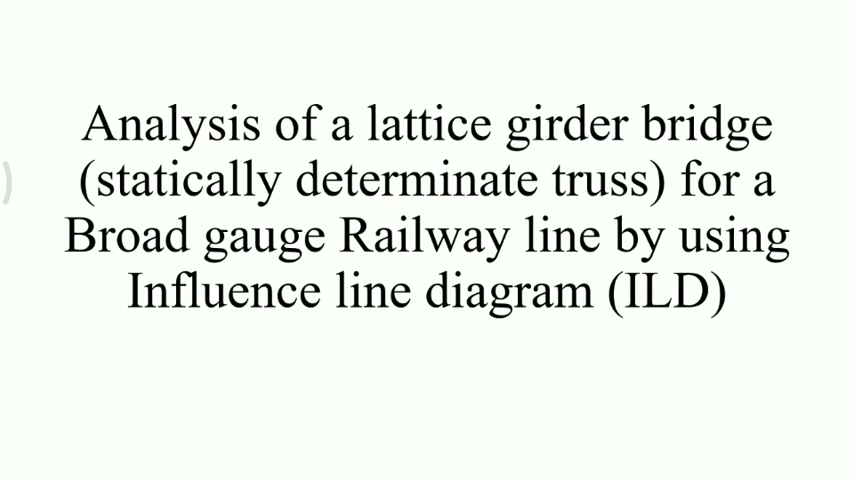 Analysis of a lattice girder bridge
(statically determinate truss) for a
Broad gauge Railway line by using
Influence line diagram (ILD)